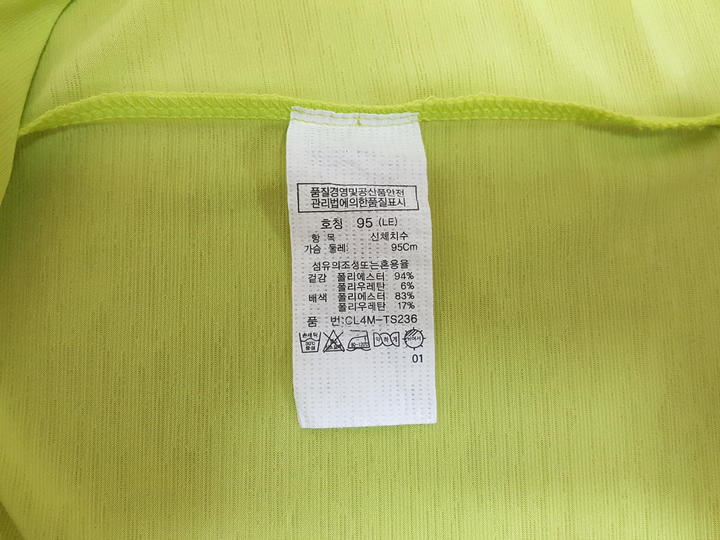 품질경영및공산품안전
관리법에의한품질표시
호칭 95 (LE)
항 목 신체치수
가슴 둘레: 95Cm
섬유의조성또는혼용율
겉감 폴리에스터 94%
폴리우레탄 6%
배색 폴리에스터 83%
폴리우레탄 17%
품 번:CL4M-TS236
손세탁
01